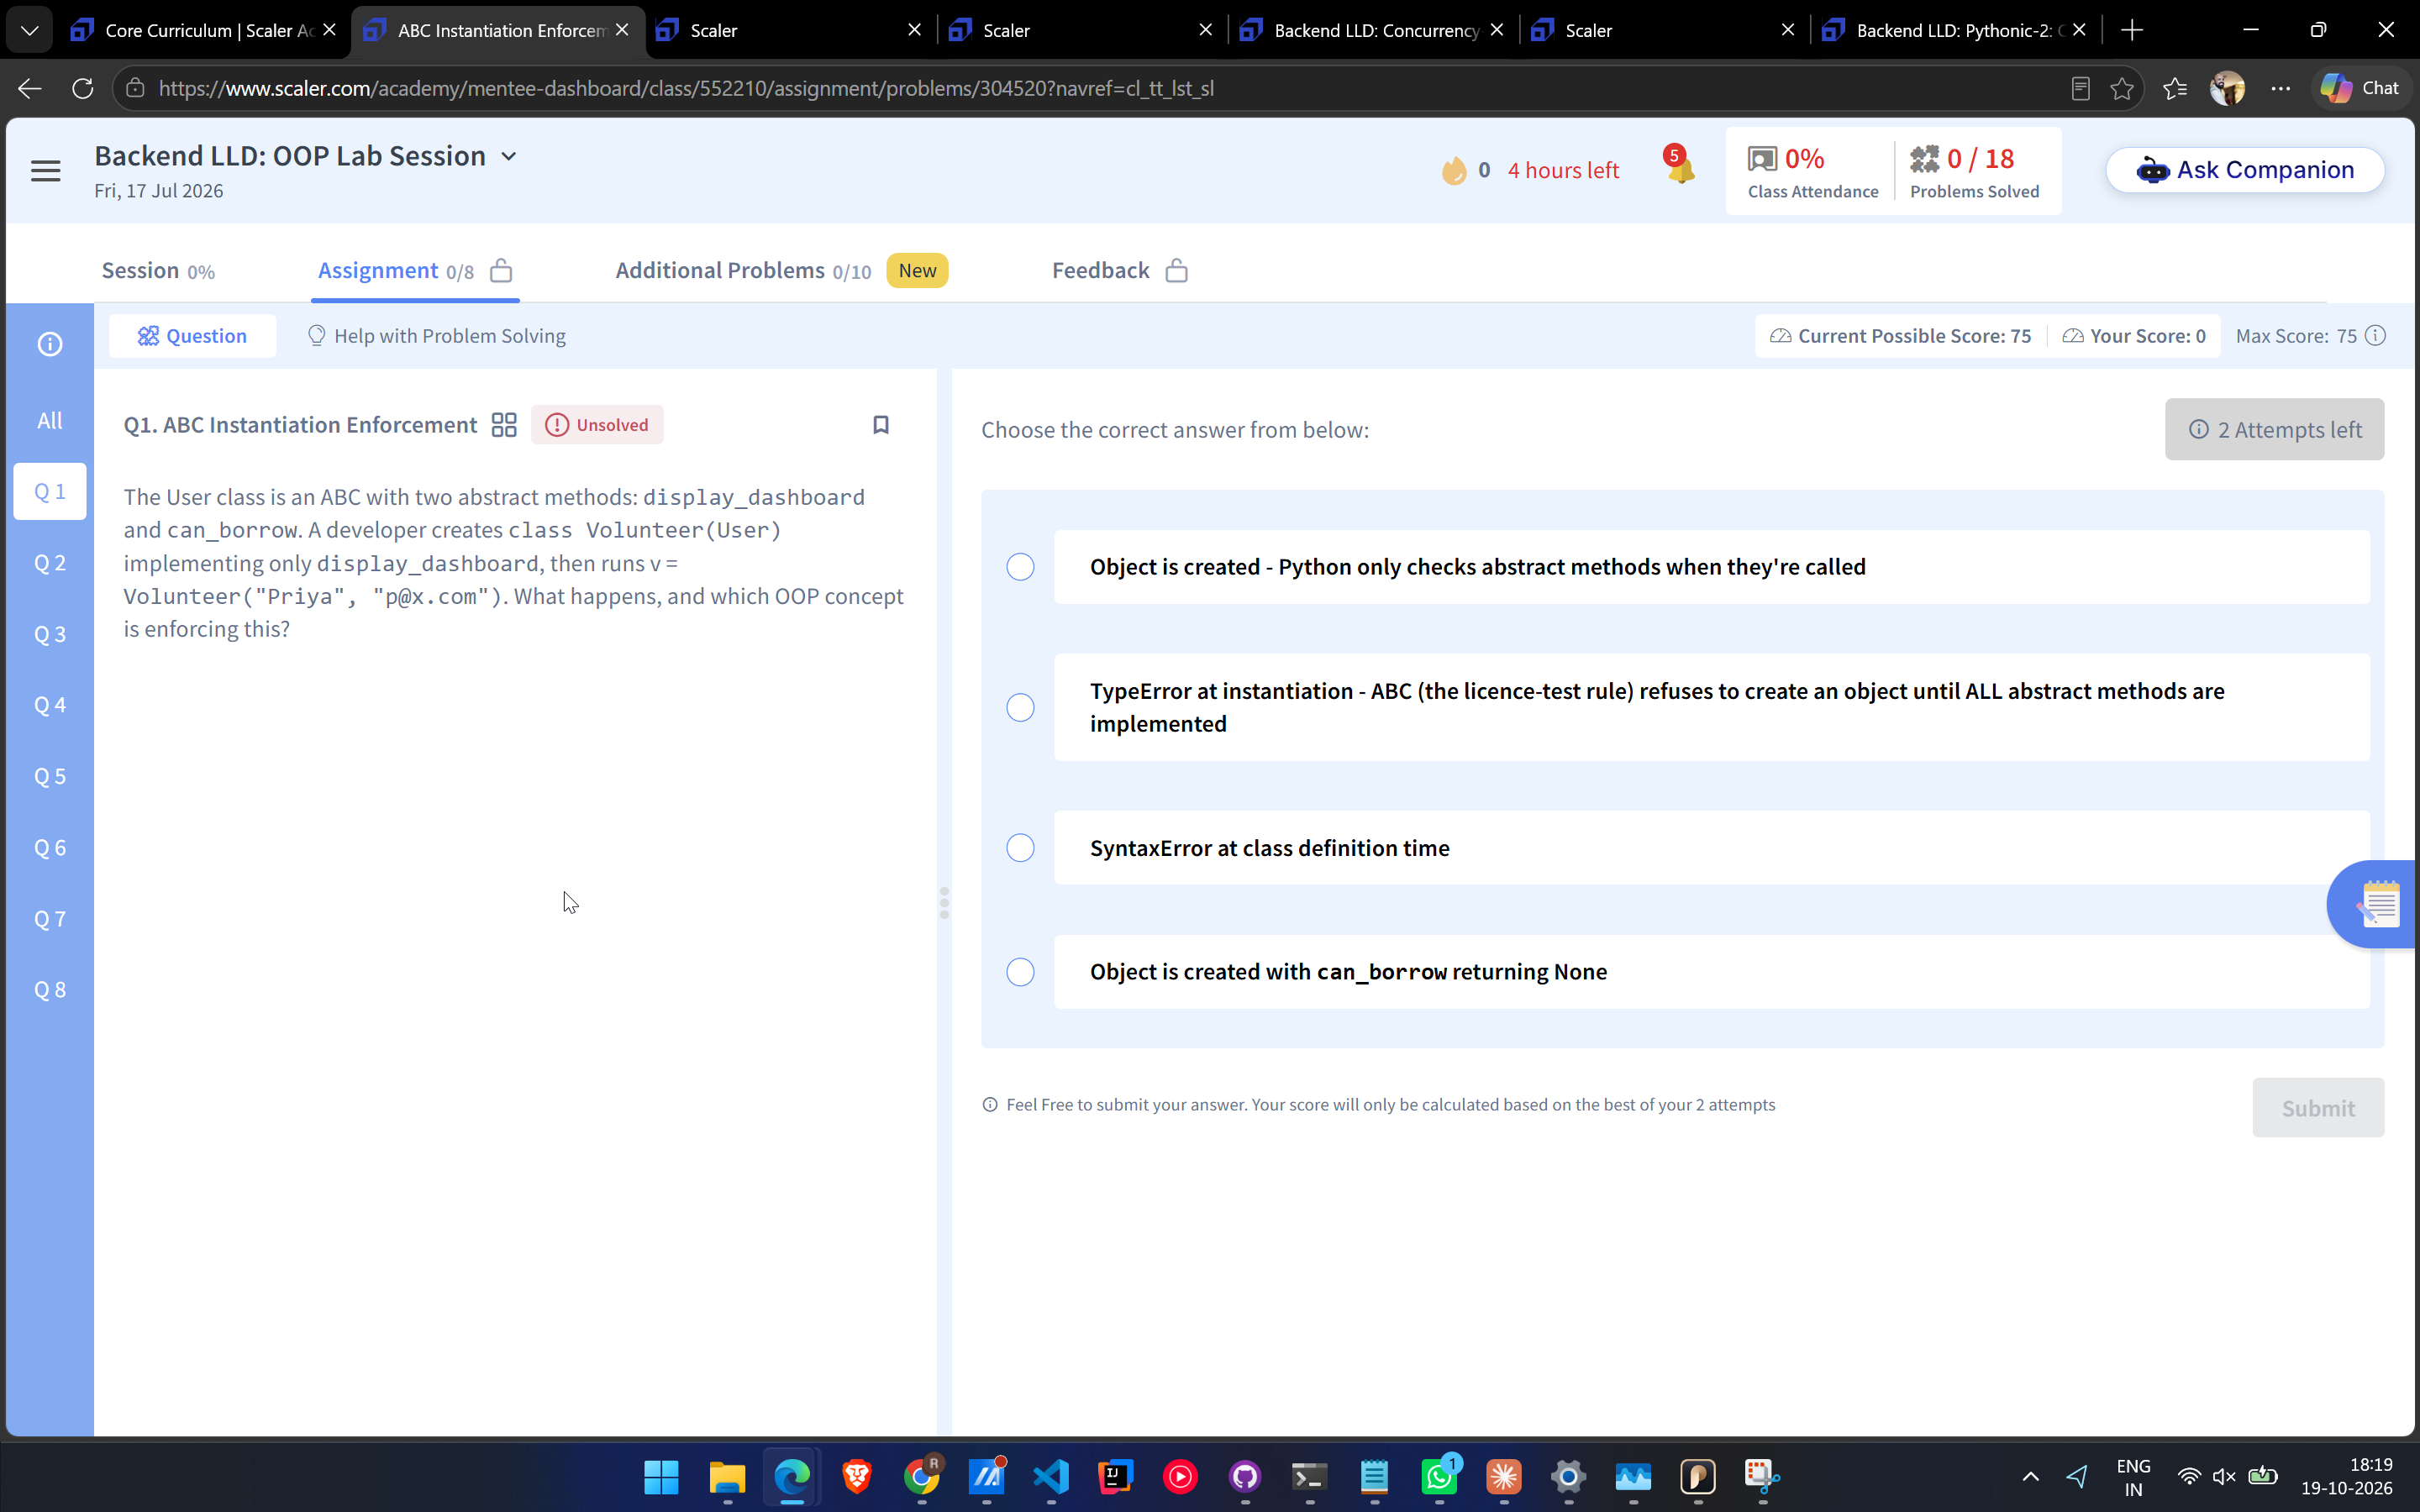 Core Curriculum | Scaler Ac
ABC Instantiation Enforcem
Scaler
Scaler
Backend LLD: Concurrency
Scaler
Backend LLD: Pythonic-2: C
https://www.scaler.com/academy/mentee-dashboard/class/552210/assignment/problems/304520?navref=cl_tt_lst_sl
Chat
Backend LLD: OOP Lab Session
Fri, 17 Jul 2026
0
4 hours left
5
0%
Class Attendance
0 / 18
Problems Solved
Ask Companion
Session 0%
Assignment 0/8
Additional Problems 0/10
New
Feedback
Question
Help with Problem Solving
Current Possible Score: 75
Your Score: 0
Max Score: 75
All
Q 1
Q 2
Q 3
Q 4
Q 5
Q 6
Q 7
Q 8
Q1. ABC Instantiation Enforcement
Unsolved
The User class is an ABC with two abstract methods: display_dashboard
and can_borrow. A developer creates class Volunteer(User)
implementing only display_dashboard, then runs v =
Volunteer("Priya", "p@x.com"). What happens, and which OOP concept
is enforcing this?
Choose the correct answer from below:
2 Attempts left
Object is created - Python only checks abstract methods when they're called
TypeError at instantiation - ABC (the licence-test rule) refuses to create an object until ALL abstract methods are
implemented
SyntaxError at class definition time
Object is created with can_borrow returning None
Feel Free to submit your answer. Your score will only be calculated based on the best of your 2 attempts
Submit
R
IJ
1
ENG
IN
18:19
19-10-2026